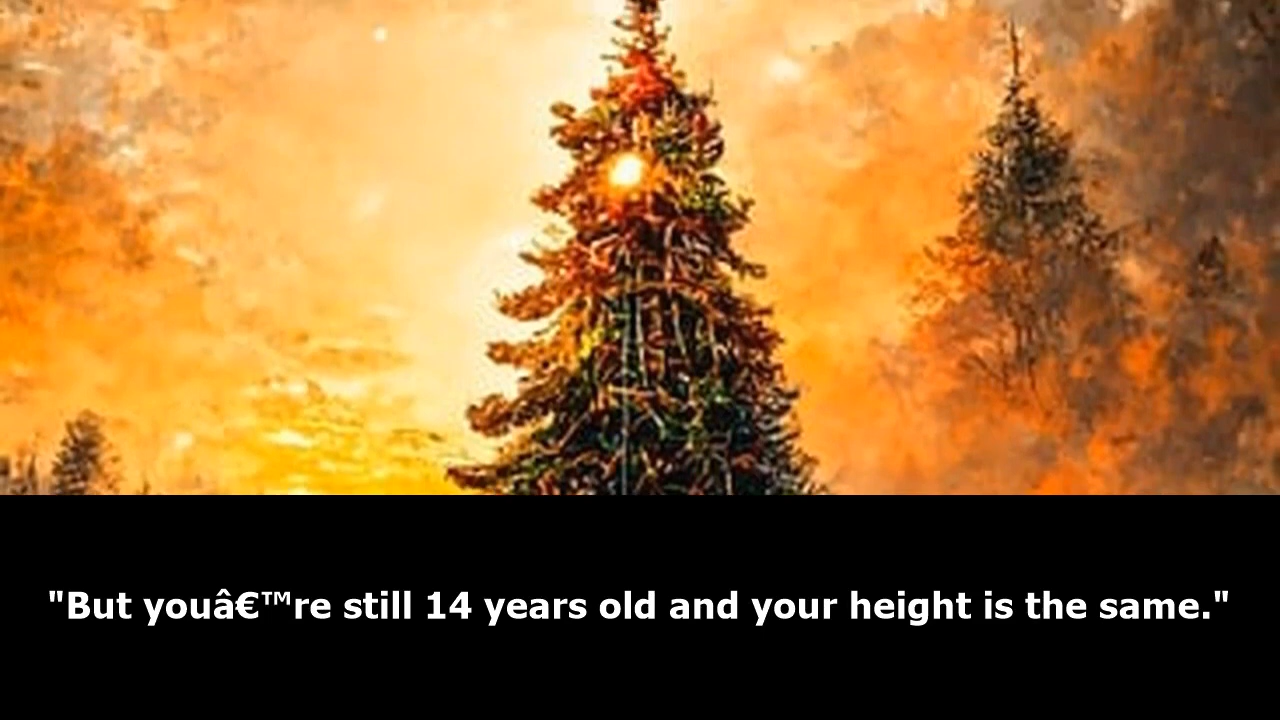 "But youâ€™re still 14 years old and your height is the same."